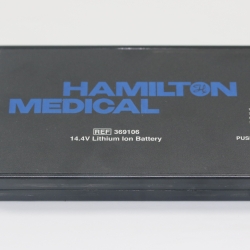 HAMILTON
MEDICAL
REF 369106
14.4V Lithium Ion Battery
PUS